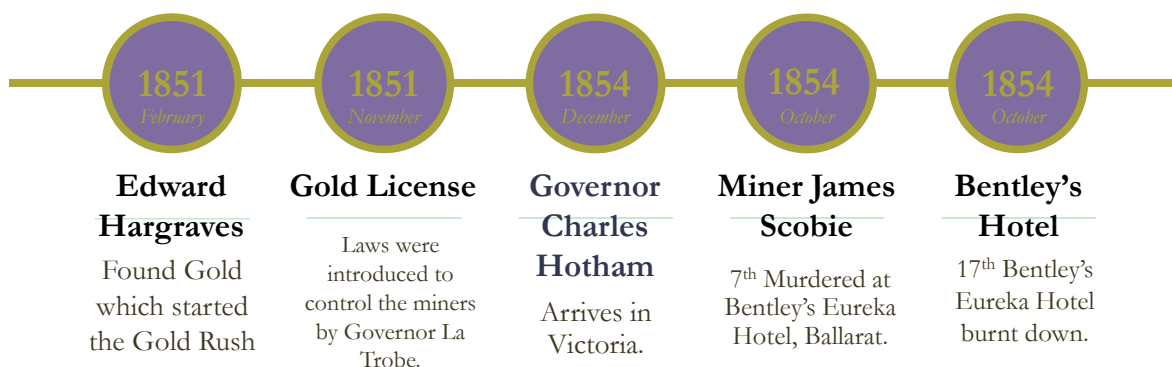 1851
February
Edward
Hargraves
Found Gold
which started
the Gold Rush
1851
November
Gold License
Laws were
introduced to
control the miners
by Governor La
Trobe.
1854
December
Governor
Charles
Hotham
Arrives in
Victoria.
1854
October
Miner James
Scobie
7th Murdered at
Bentley’s Eureka
Hotel, Ballarat.
1854
October
Bentley’s
Hotel
17th Bentley’s
Eureka Hotel
burnt down.